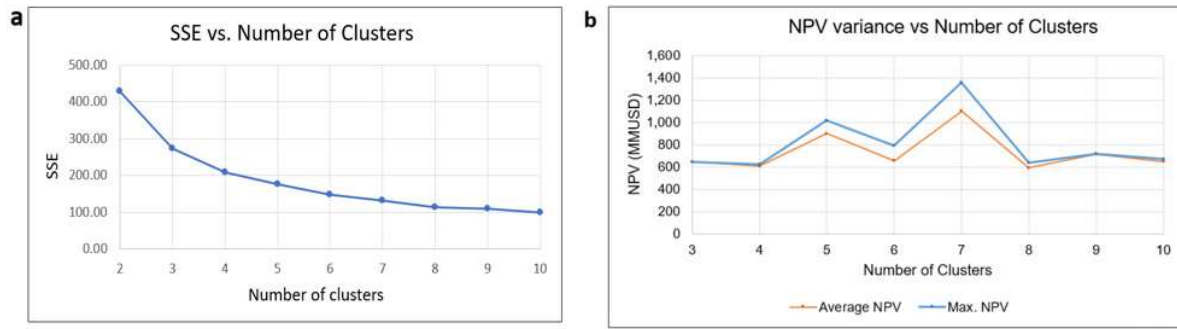 a
SSE vs. Number of Clusters
500.00
400.00
300.00
200.00
100.00
0.00
SSE
2 3 4 5 6 7 8 9 10
Number of clusters
b
NPV variance vs Number of Clusters
1,600
1,400
1,200
1,000
800
600
400
200
0
NPV (MMUSD)
3 4 5 6 7 8 9 10
Number of Clusters
Average NPV Max. NPV